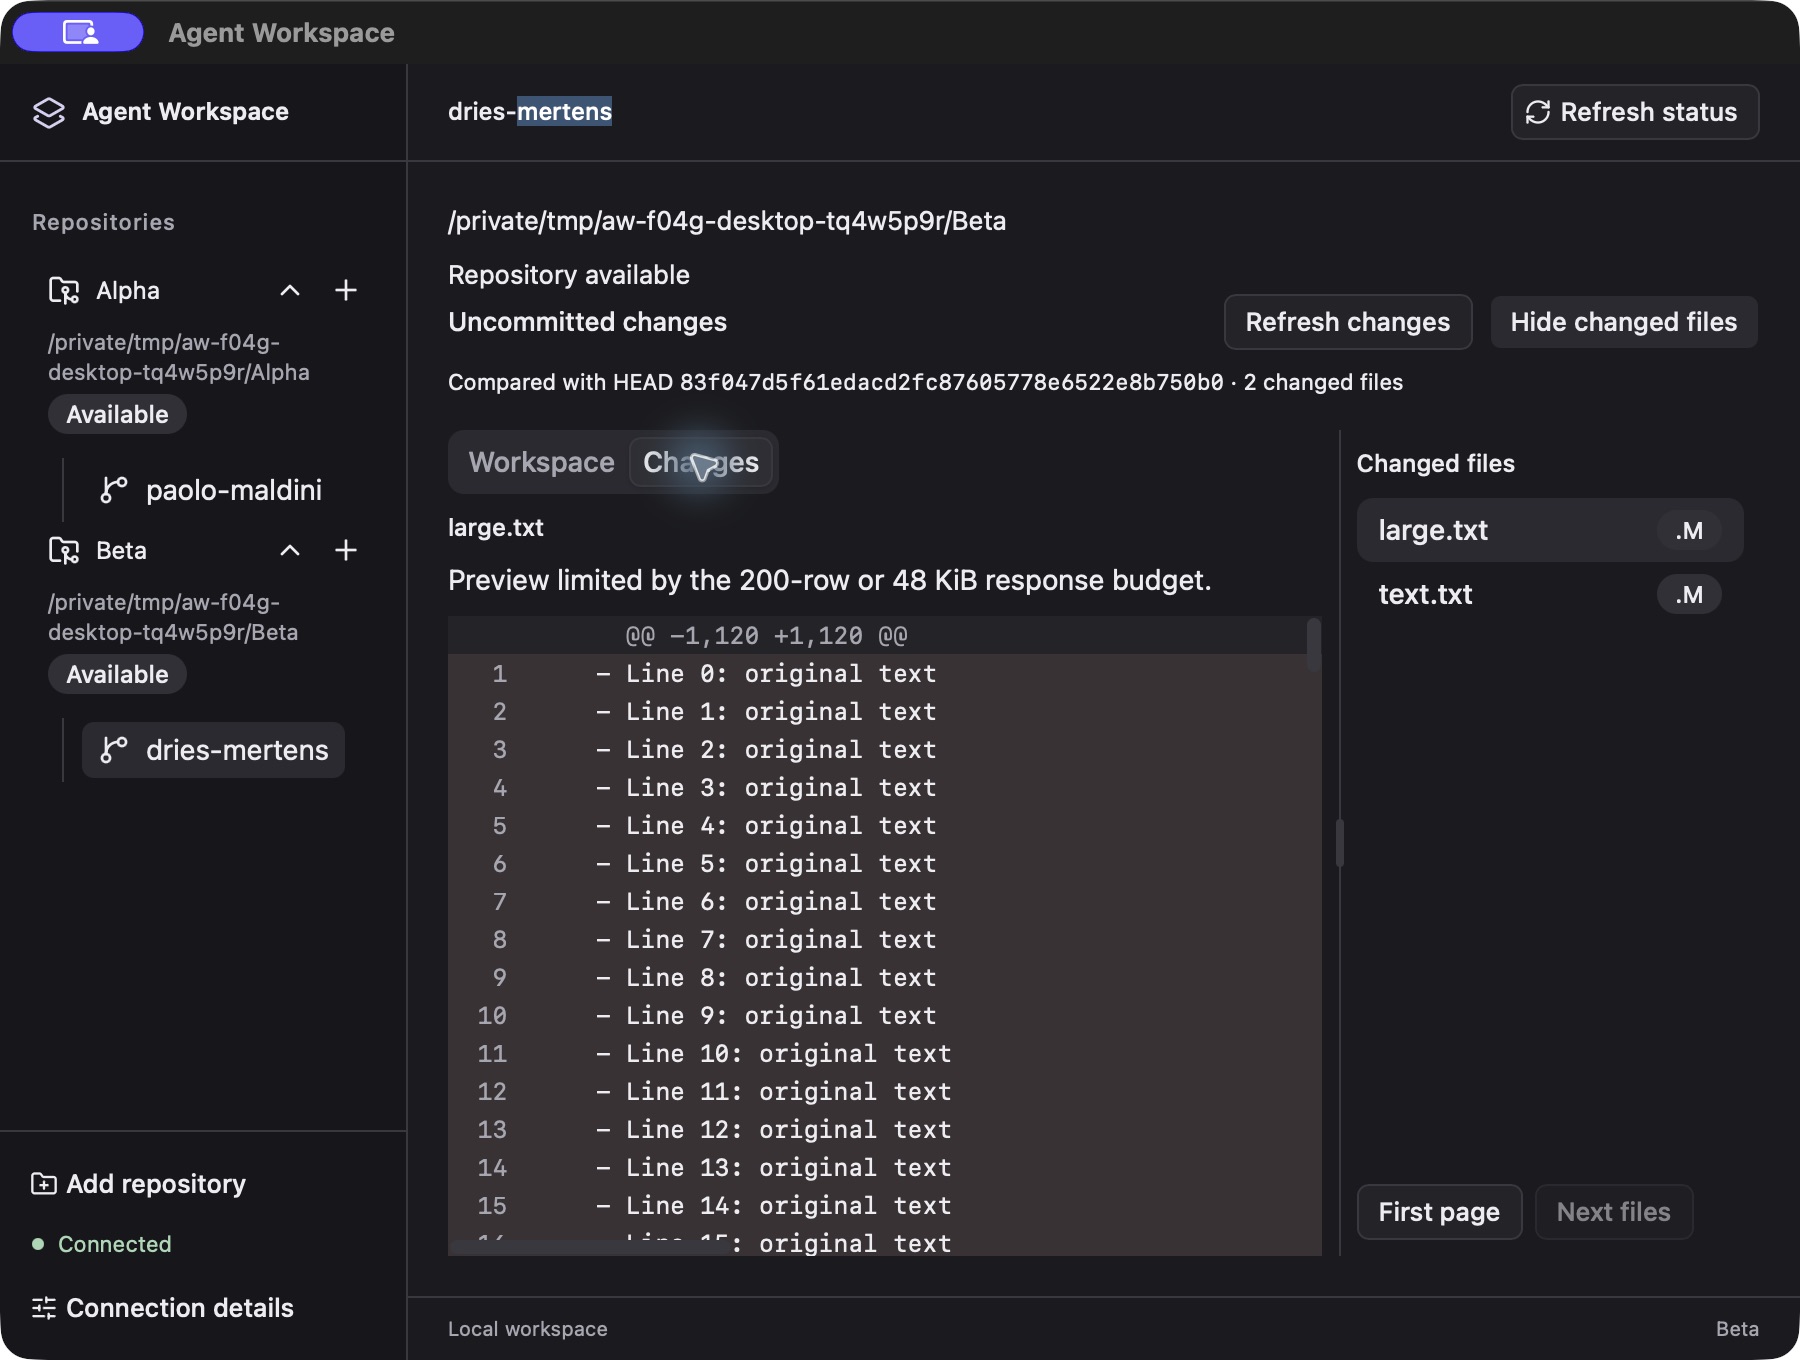 Agent Workspace
Agent Workspace
dries-mertens
Refresh status
Repositories
Alpha
/private/tmp/aw-f04g-
desktop-tq4w5p9r/Alpha
Available
paolo-maldini
Beta
/private/tmp/aw-f04g-
desktop-tq4w5p9r/Beta
Available
dries-mertens
Add repository
Connected
Connection details
/private/tmp/aw-f04g-desktop-tq4w5p9r/Beta
Repository available
Uncommitted changes
Refresh changes
Hide changed files
Compared with HEAD 83f047d5f61edacd2fc87605778e6522e8b750b0 · 2 changed files
Workspace
Changes
large.txt
Preview limited by the 200-row or 48 KiB response budget.
@@ −1,120 +1,120 @@
1 − Line 0: original text
2 − Line 1: original text
3 − Line 2: original text
4 − Line 3: original text
5 − Line 4: original text
6 − Line 5: original text
7 − Line 6: original text
8 − Line 7: original text
9 − Line 8: original text
10 − Line 9: original text
11 − Line 10: original text
12 − Line 11: original text
13 − Line 12: original text
14 − Line 13: original text
15 − Line 14: original text
16 Line 15: original text
Changed files
large.txt .M
text.txt .M
First page
Next files
Local workspace
Beta